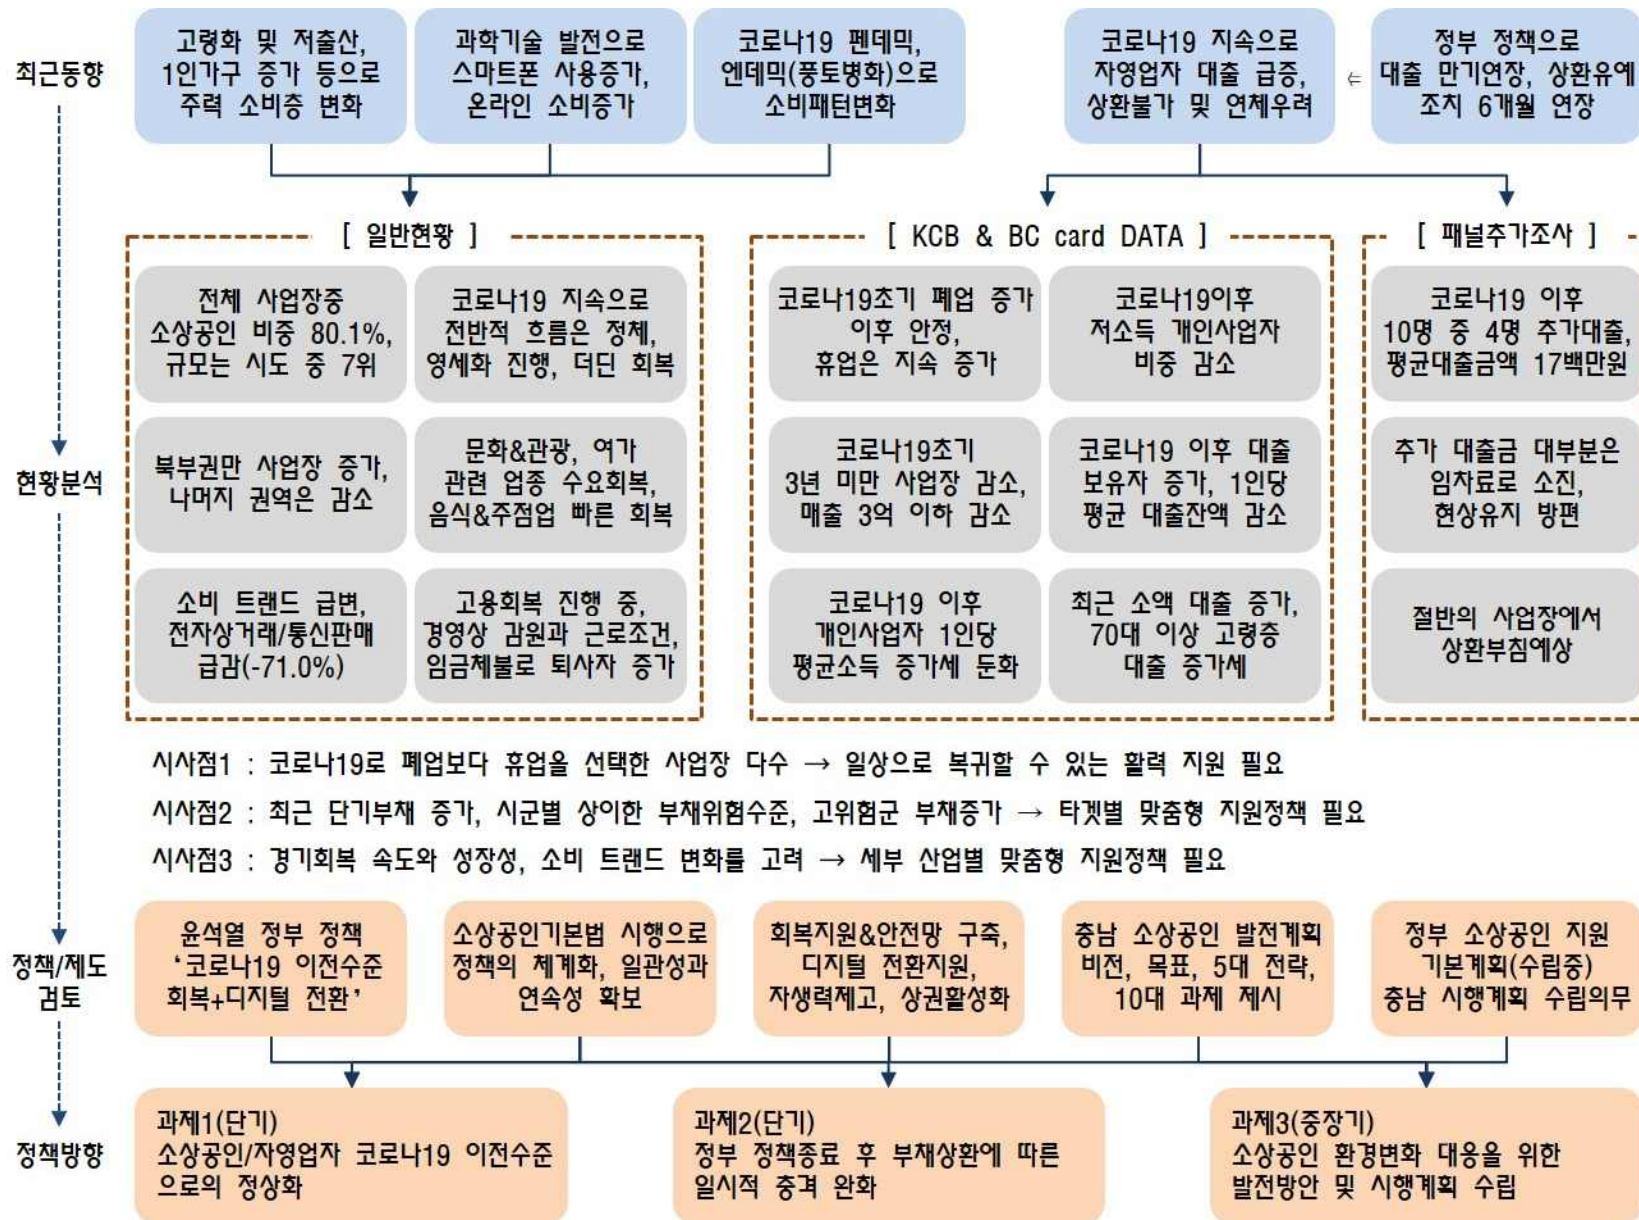 최근동향
고령화 및 저출산,
1인가구 증가 등으로
주력 소비층 변화
과학기술 발전으로
스마트폰 사용증가,
온라인 소비증가
코로나19 펜데믹,
엔데믹(풍토병화)으로
소비패턴변화
코로나19 지속으로
자영업자 대출 급증,
상환불가 및 연체우려
⇐
정부 정책으로
대출 만기연장, 상환유예
조치 6개월 연장
현황분석
[ 일반현황 ]
전체 사업장중
소상공인 비중 80.1%,
규모는 시도 중 7위
코로나19 지속으로
전반적 흐름은 정체,
영세화 진행, 더딘 회복
북부권만 사업장 증가,
나머지 권역은 감소
문화&관광, 여가
관련 업종 수요회복,
음식&주점업 빠른 회복
소비 트랜드 급변,
전자상거래/통신판매
급감(-71.0%)
고용회복 진행 중,
경영상 감원과 근로조건,
임금체불로 퇴사자 증가
[ KCB & BC card DATA ]
코로나19초기 폐업 증가
이후 안정,
휴업은 지속 증가
코로나19이후
저소득 개인사업자
비중 감소
코로나19초기
3년 미만 사업장 감소,
매출 3억 이하 감소
코로나19 이후 대출
보유자 증가, 1인당
평균 대출잔액 감소
코로나19 이후
개인사업자 1인당
평균소득 증가세 둔화
최근 소액 대출 증가,
70대 이상 고령층
대출 증가세
[ 패널추가조사 ]
코로나19 이후
10명 중 4명 추가대출,
평균대출금액 17백만원
추가 대출금 대부분은
임차료로 소진,
현상유지 방편
절반의 사업장에서
상환부침예상
시사점1 : 코로나19로 폐업보다 휴업을 선택한 사업장 다수 → 일상으로 복귀할 수 있는 활력 지원 필요
시사점2 : 최근 단기부채 증가, 시군별 상이한 부채위험수준, 고위험군 부채증가 → 타겟별 맞춤형 지원정책 필요
시사점3 : 경기회복 속도와 성장성, 소비 트랜드 변화를 고려 → 세부 산업별 맞춤형 지원정책 필요
정책/제도
검토
윤석열 정부 정책
‘코로나19 이전수준
회복+디지털 전환’
소상공인기본법 시행으로
정책의 체계화, 일관성과
연속성 확보
회복지원&안전망 구축,
디지털 전환지원,
자생력제고, 상권활성화
충남 소상공인 발전계획
비전, 목표, 5대 전략,
10대 과제 제시
정부 소상공인 지원
기본계획(수립중)
충남 시행계획 수립의무
정책방향
과제1(단기)
소상공인/자영업자 코로나19 이전수준
으로의 정상화
과제2(단기)
정부 정책종료 후 부채상환에 따른
일시적 충격 완화
과제3(중장기)
소상공인 환경변화 대응을 위한
발전방안 및 시행계획 수립